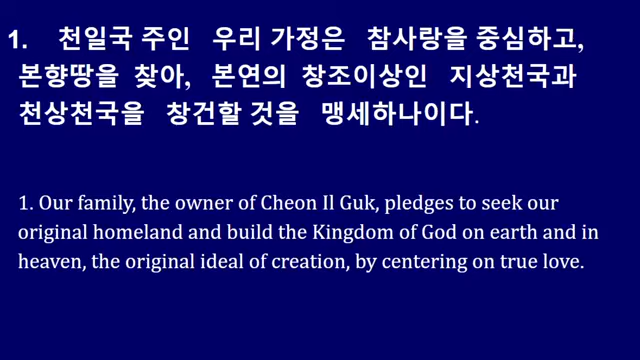 1. 천일국 주인 우리 가정은 참사랑을 중심하고,
본향땅을 찾아, 본연의 창조이상인 지상천국과
천상천국을 창건할 것을 맹세하나이다.
1. Our family, the owner of Cheon Il Guk, pledges to seek our
original homeland and build the Kingdom of God on earth and in
heaven, the original ideal of creation, by centering on true love.